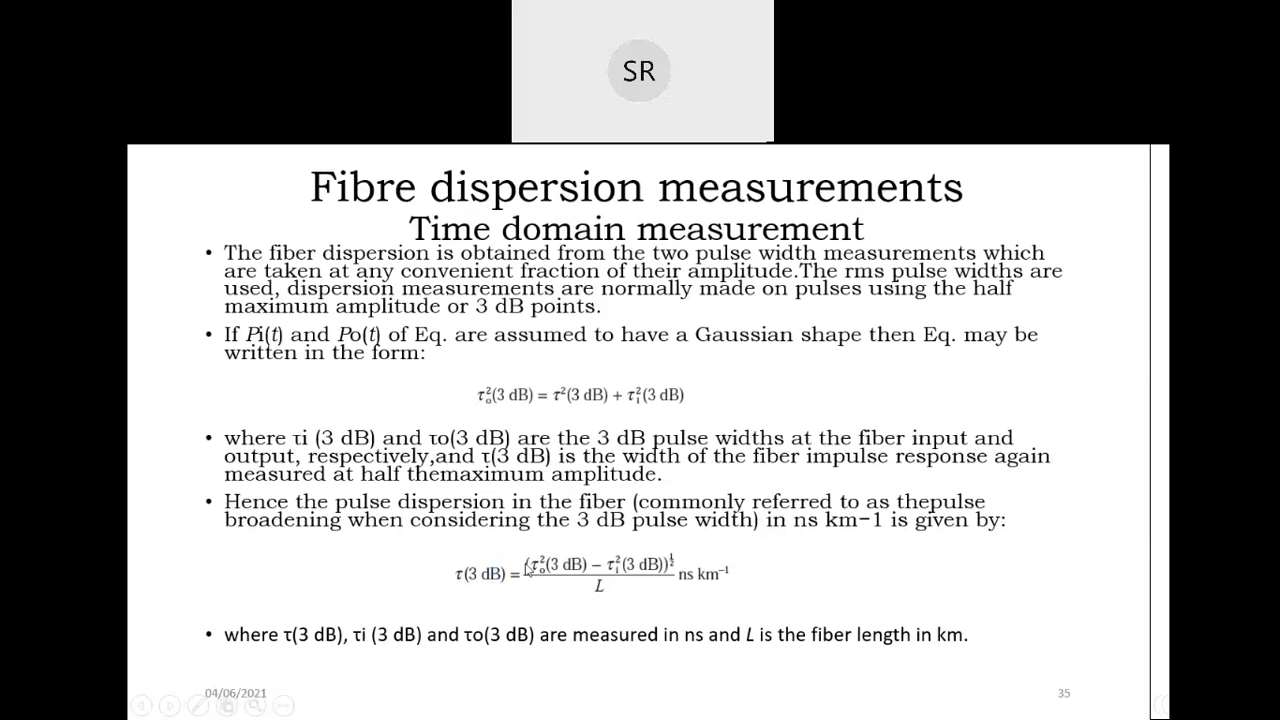 SR
Fibre dispersion measurements
Time domain measurement
• The fiber dispersion is obtained from the two pulse width measurements which
are taken at any convenient fraction of their amplitude.The rms pulse widths are
used, dispersion measurements are normally made on pulses using the half
maximum amplitude or 3 dB points.
• If Pi(t) and Po(t) of Eq. are assumed to have a Gaussian shape then Eq. may be
written in the form:
τₒ²(3 dB) = τ²(3 dB) + τᵢ²(3 dB)
• where τi (3 dB) and τo(3 dB) are the 3 dB pulse widths at the fiber input and
output, respectively,and τ(3 dB) is the width of the fiber impulse response again
measured at half themaximum amplitude.
• Hence the pulse dispersion in the fiber (commonly referred to as thepulse
broadening when considering the 3 dB pulse width) in ns km−1 is given by:
τ(3 dB) = (τₒ²(3 dB) − τᵢ²(3 dB))^½ / L ns km⁻¹
• where τ(3 dB), τi (3 dB) and τo(3 dB) are measured in ns and L is the fiber length in km.
04/06/2021
35